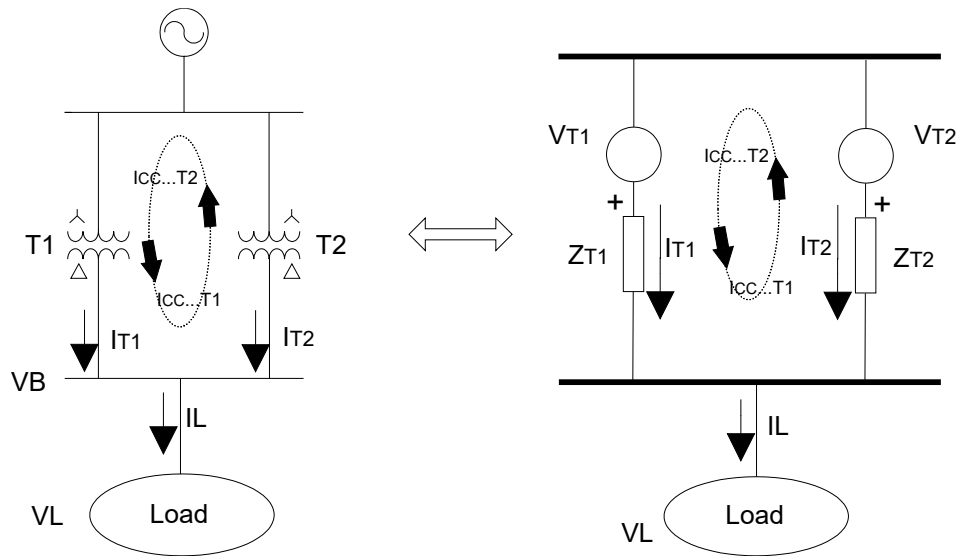 ICC...T2
T1
T2
ICC...T1
IT1
IT2
VB
IL
VL
Load
VT1
VT2
ICC...T2
+
+
ZT1
IT1
IT2
ZT2
ICC...T1
IL
VL
Load